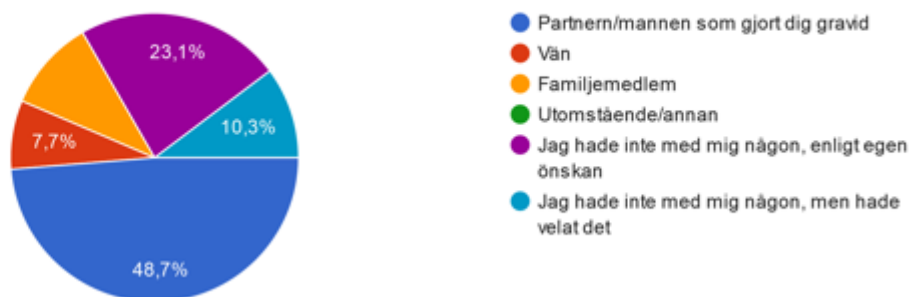 23,1%
10,3%
7,7%
48,7%
Partnern/mannen som gjort dig gravid
Vän
Familjemedlem
Utomstående/annan
Jag hade inte med mig någon, enligt egen
önskan
Jag hade inte med mig någon, men hade
velat det